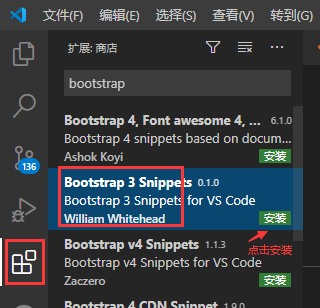 文件(F) 编辑(E) 选择(S) 查看(V) 转到(G)
扩展: 商店
bootstrap
Bootstrap 4, Font awesome 4, ... 6.1.0
Bootstrap 4 snippets based on docum...
Ashok Koyi 安装
136
Bootstrap 3 Snippets 0.1.0
Bootstrap 3 Snippets for VS Code
William Whitehead 安装
点击安装
Bootstrap v4 Snippets 1.1.3
Bootstrap v4 Snippets for VS Code
Zaczero 安装
Bootstrap 4 CDN Snippet 0.1.0